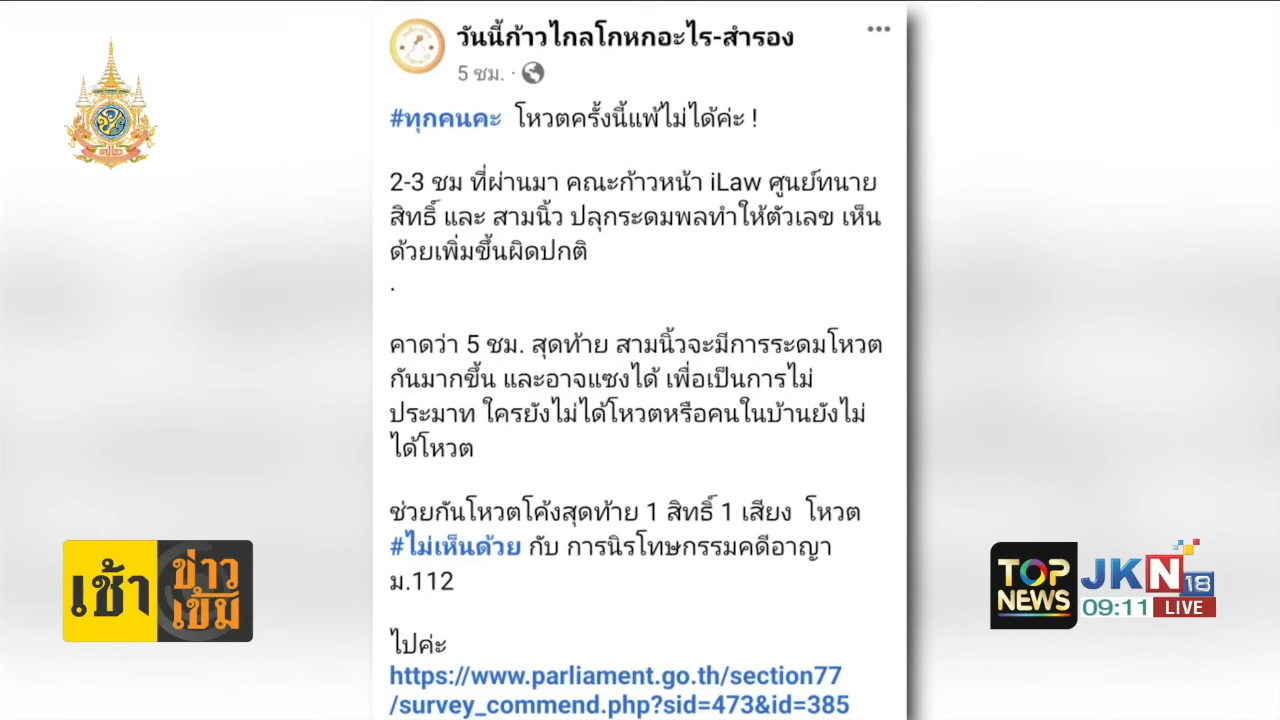 วันนี้ก้าวไกลโกหกอะไร-สำรอง
5 ชม. ·
#ทุกคนคะ โหวตครั้งนี้แพ้ไม่ได้ค่ะ !
2-3 ชม ที่ผ่านมา คณะก้าวหน้า iLaw ศูนย์ทนาย
สิทธิ์ และ สามนิ้ว ปลุกระดมพลทำให้ตัวเลข เห็น
ด้วยเพิ่มขึ้นผิดปกติ
.
คาดว่า 5 ชม. สุดท้าย สามนิ้วจะมีการระดมโหวต
กันมากขึ้น และอาจแซงได้ เพื่อเป็นการไม่
ประมาท ใครยังไม่ได้โหวตหรือคนในบ้านยังไม่
ได้โหวต
ช่วยกันโหวตโค้งสุดท้าย 1 สิทธิ์ 1 เสียง โหวต
#ไม่เห็นด้วย กับ การนิรโทษกรรมคดีอาญา
ม.112
ไปค่ะ
https://www.parliament.go.th/section77
/survey_commend.php?sid=473&id=385
เช้า
ข่าว
เข้ม
TOP
NEWS
JKN18
09:11 LIVE